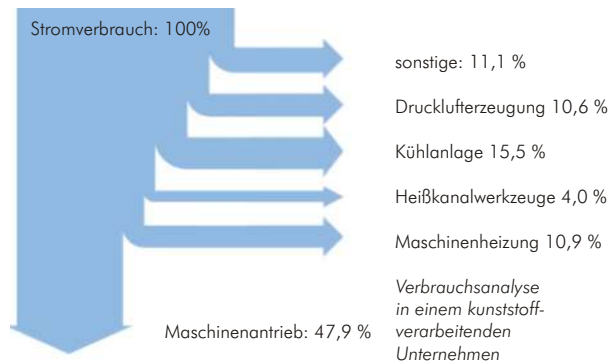 Stromverbrauch: 100%
sonstige: 11,1 %
Drucklufterzeugung 10,6 %
Kühlanlage 15,5 %
Heißkanalwerkzeuge 4,0 %
Maschinenheizung 10,9 %
Maschinenantrieb: 47,9 %
Verbrauchsanalyse
in einem kunststoff-
verarbeitenden
Unternehmen